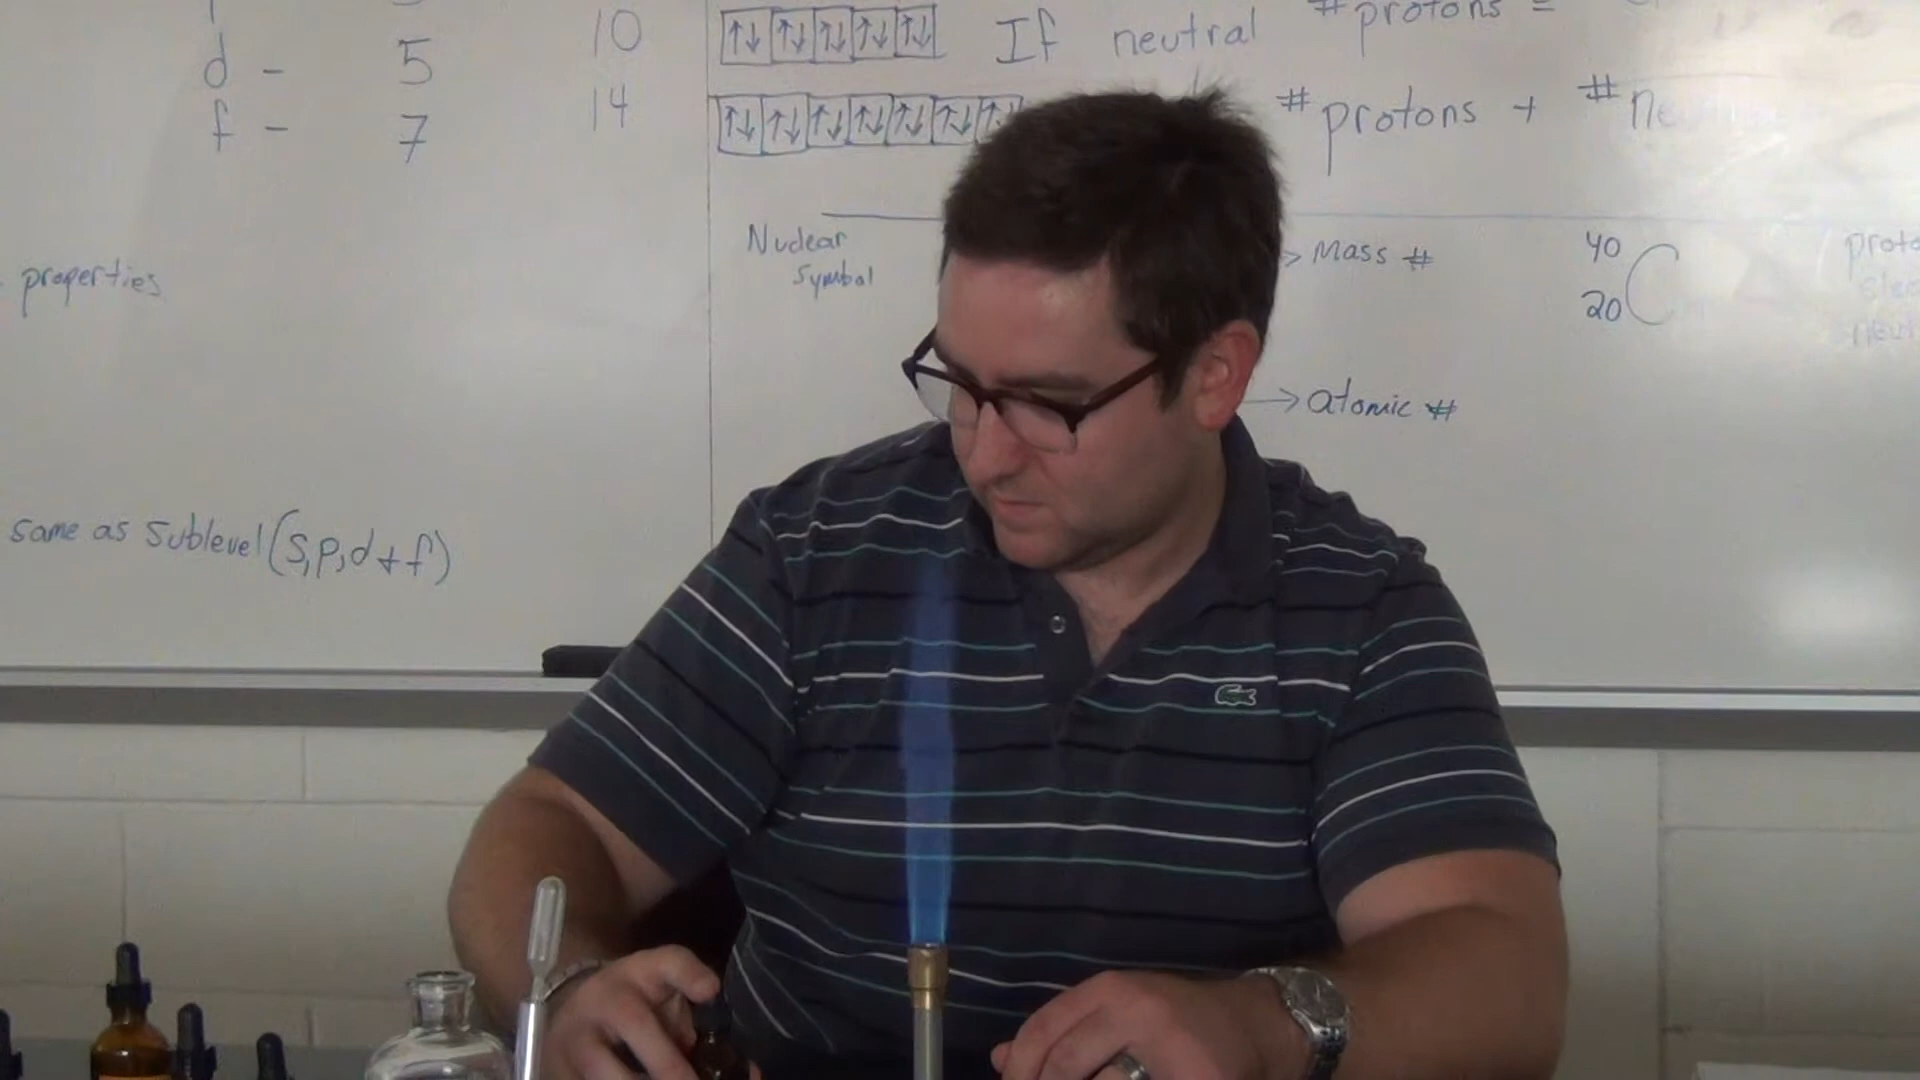 d - 5 10
f - 7 14
If neutral #protons =
#protons +
Nuclear
Symbol
Mass #
atomic #
40
20
C
properties
same as sublevel (s,p,d + f)